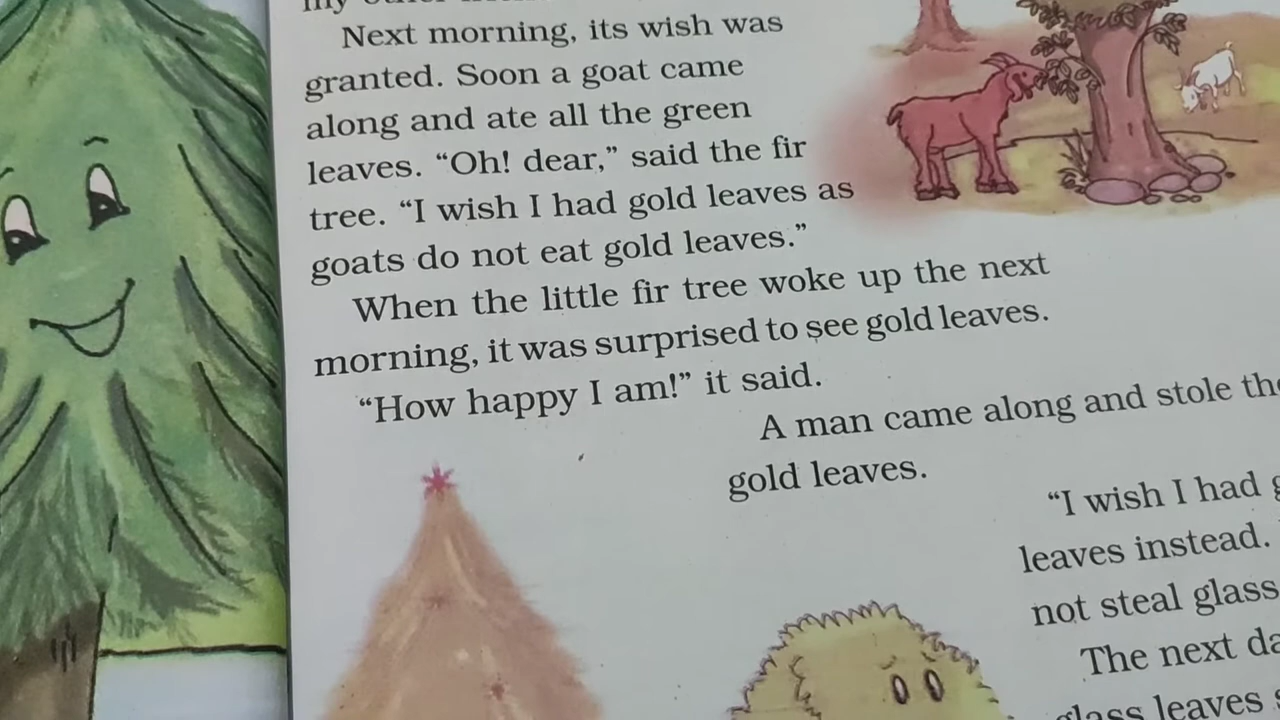 my
Next morning, its wish was
granted. Soon a goat came
along and ate all the green
leaves. “Oh! dear,” said the fir
tree. “I wish I had gold leaves as
goats do not eat gold leaves.”
When the little fir tree woke up the next
morning, it was surprised to see gold leaves.
“How happy I am!” it said.
A man came along and stole the
gold leaves.
“I wish I had
leaves instead.
not steal glass
The next
glass leaves